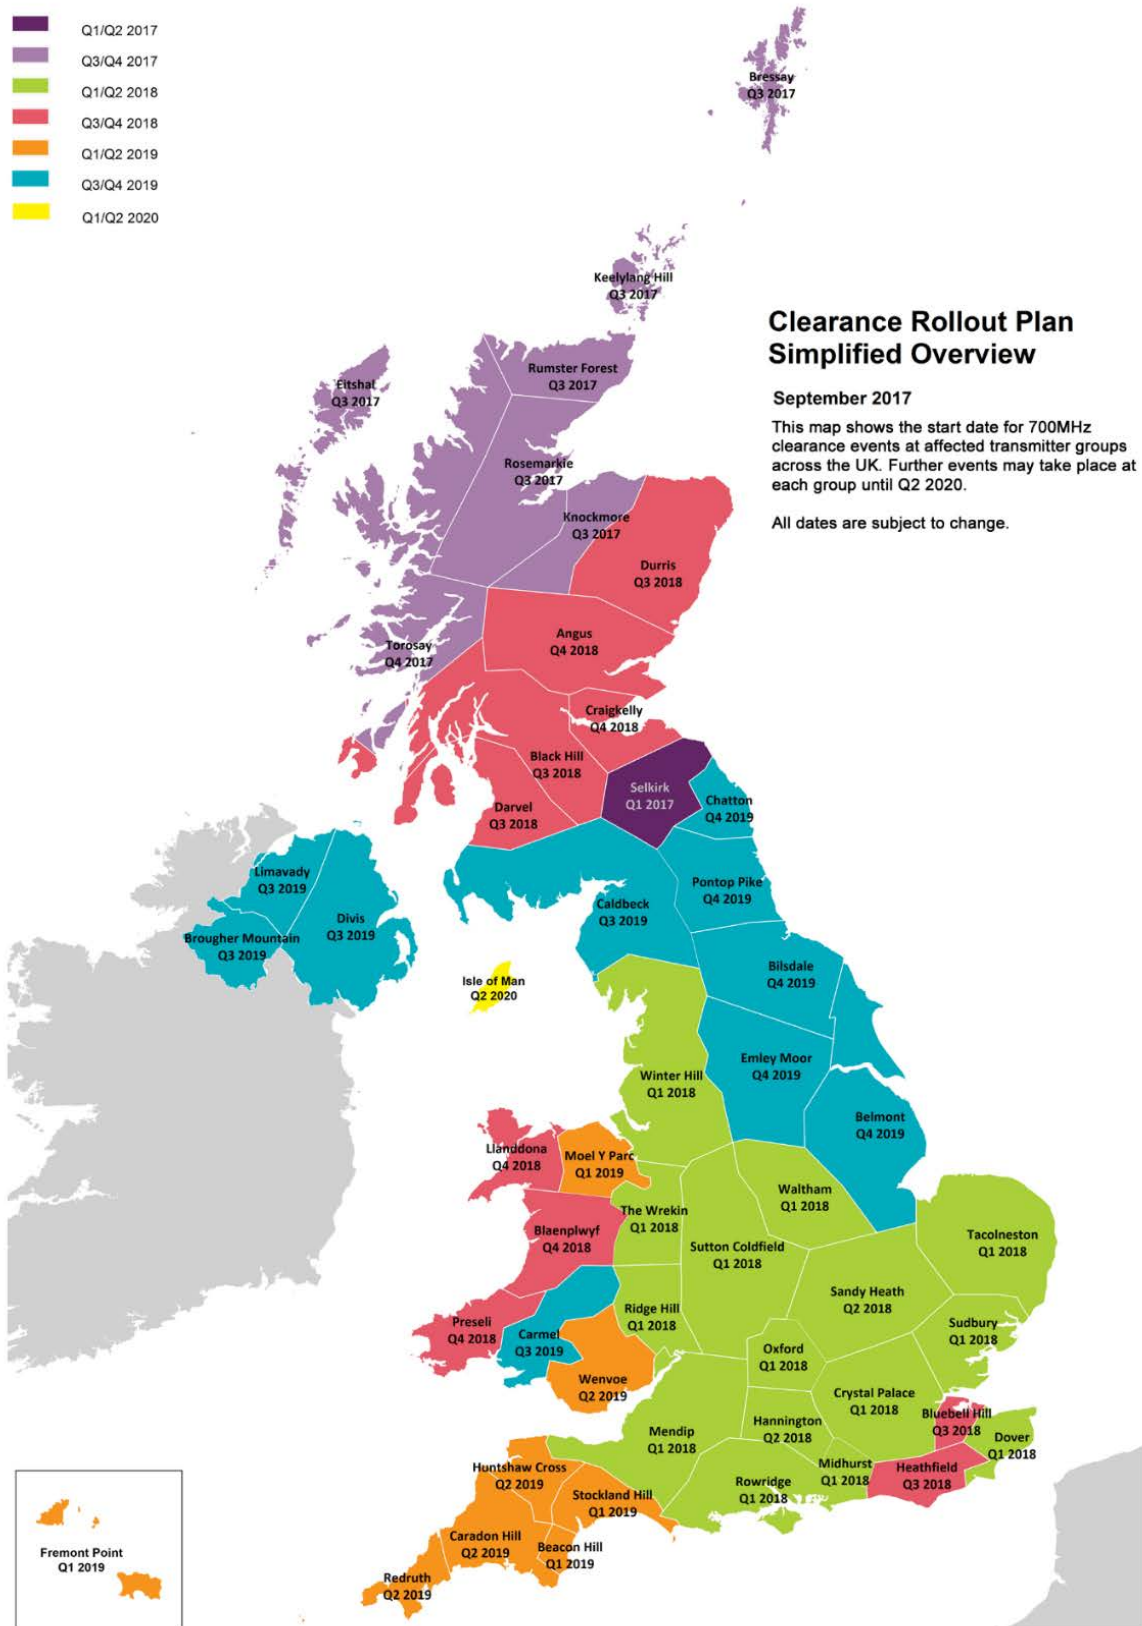 Q1/Q2 2017
Q3/Q4 2017
Q1/Q2 2018
Q3/Q4 2018
Q1/Q2 2019
Q3/Q4 2019
Q1/Q2 2020
Bressay
Q3 2017
Keelylang Hill
Q3 2017
Clearance Rollout Plan
Simplified Overview
September 2017
This map shows the start date for 700MHz
clearance events at affected transmitter groups
across the UK. Further events may take place at
each group until Q2 2020.
All dates are subject to change.
Rumster Forest
Q3 2017
Eitshal
Q3 2017
Rosemarkie
Q3 2017
Knockmore
Q3 2017
Durris
Q3 2018
Angus
Q4 2018
Torosay
Q4 2017
Craigkelly
Q4 2018
Black Hill
Q3 2018
Selkirk
Q1 2017
Chatton
Q4 2019
Darvel
Q3 2018
Limavady
Q3 2019
Pontop Pike
Q4 2019
Caldbeck
Q3 2019
Divis
Q3 2019
Brougher Mountain
Q3 2019
Bilsdale
Q4 2019
Isle of Man
Q2 2020
Emley Moor
Q4 2019
Winter Hill
Q1 2018
Belmont
Q4 2019
Llanddona
Q4 2018
Moel Y Parc
Q1 2019
Waltham
Q1 2018
The Wrekin
Q1 2018
Blaenplwyf
Q4 2018
Tacolneston
Q1 2018
Sutton Coldfield
Q1 2018
Sandy Heath
Q2 2018
Ridge Hill
Q1 2018
Preseli
Q4 2018
Carmel
Q3 2019
Sudbury
Q1 2018
Oxford
Q1 2018
Wenvoe
Q2 2019
Crystal Palace
Q1 2018
Bluebell Hill
Q3 2018
Hannington
Q2 2018
Mendip
Q1 2018
Dover
Q1 2018
Midhurst
Q1 2018
Heathfield
Q3 2018
Huntshaw Cross
Q2 2019
Rowridge
Q1 2018
Stockland Hill
Q1 2019
Caradon Hill
Q2 2019
Beacon Hill
Q1 2019
Fremont Point
Q1 2019
Redruth
Q2 2019